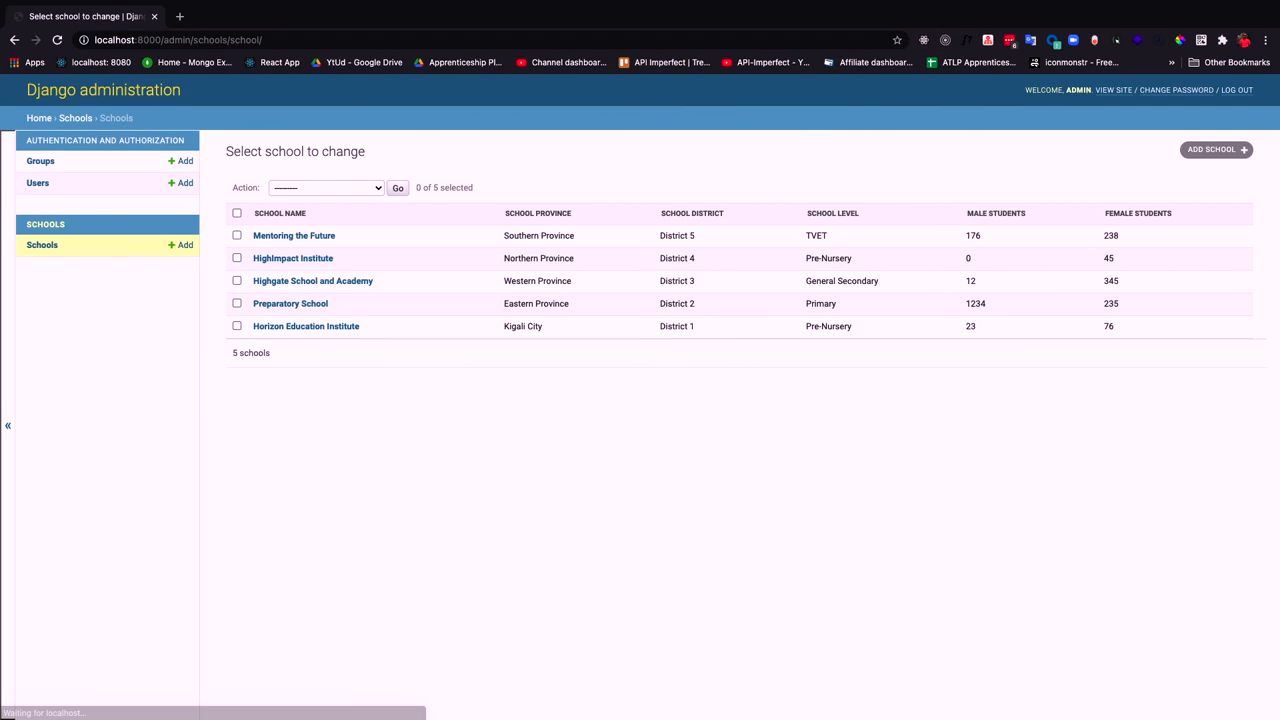 Select school to change | Djan
localhost:8000/admin/schools/school/
Apps localhost: 8080 Home - Mongo Ex... React App YtUd - Google Drive Apprenticeship Pl... Channel dashboar... API Imperfect | Tre... API-Imperfect - Y... Affiliate dashboar... ATLP Apprentices... iconmonstr - Free... » Other Bookmarks
Django administration
WELCOME, ADMIN. VIEW SITE / CHANGE PASSWORD / LOG OUT
Home › Schools › Schools
AUTHENTICATION AND AUTHORIZATION
Groups + Add
Users + Add
SCHOOLS
Schools + Add
«
Select school to change
ADD SCHOOL +
Action: --------- Go 0 of 5 selected
SCHOOL NAME SCHOOL PROVINCE SCHOOL DISTRICT SCHOOL LEVEL MALE STUDENTS FEMALE STUDENTS
Mentoring the Future Southern Province District 5 TVET 176 238
HighImpact Institute Northern Province District 4 Pre-Nursery 0 45
Highgate School and Academy Western Province District 3 General Secondary 12 345
Preparatory School Eastern Province District 2 Primary 1234 235
Horizon Education Institute Kigali City District 1 Pre-Nursery 23 76
5 schools
Waiting for localhost...